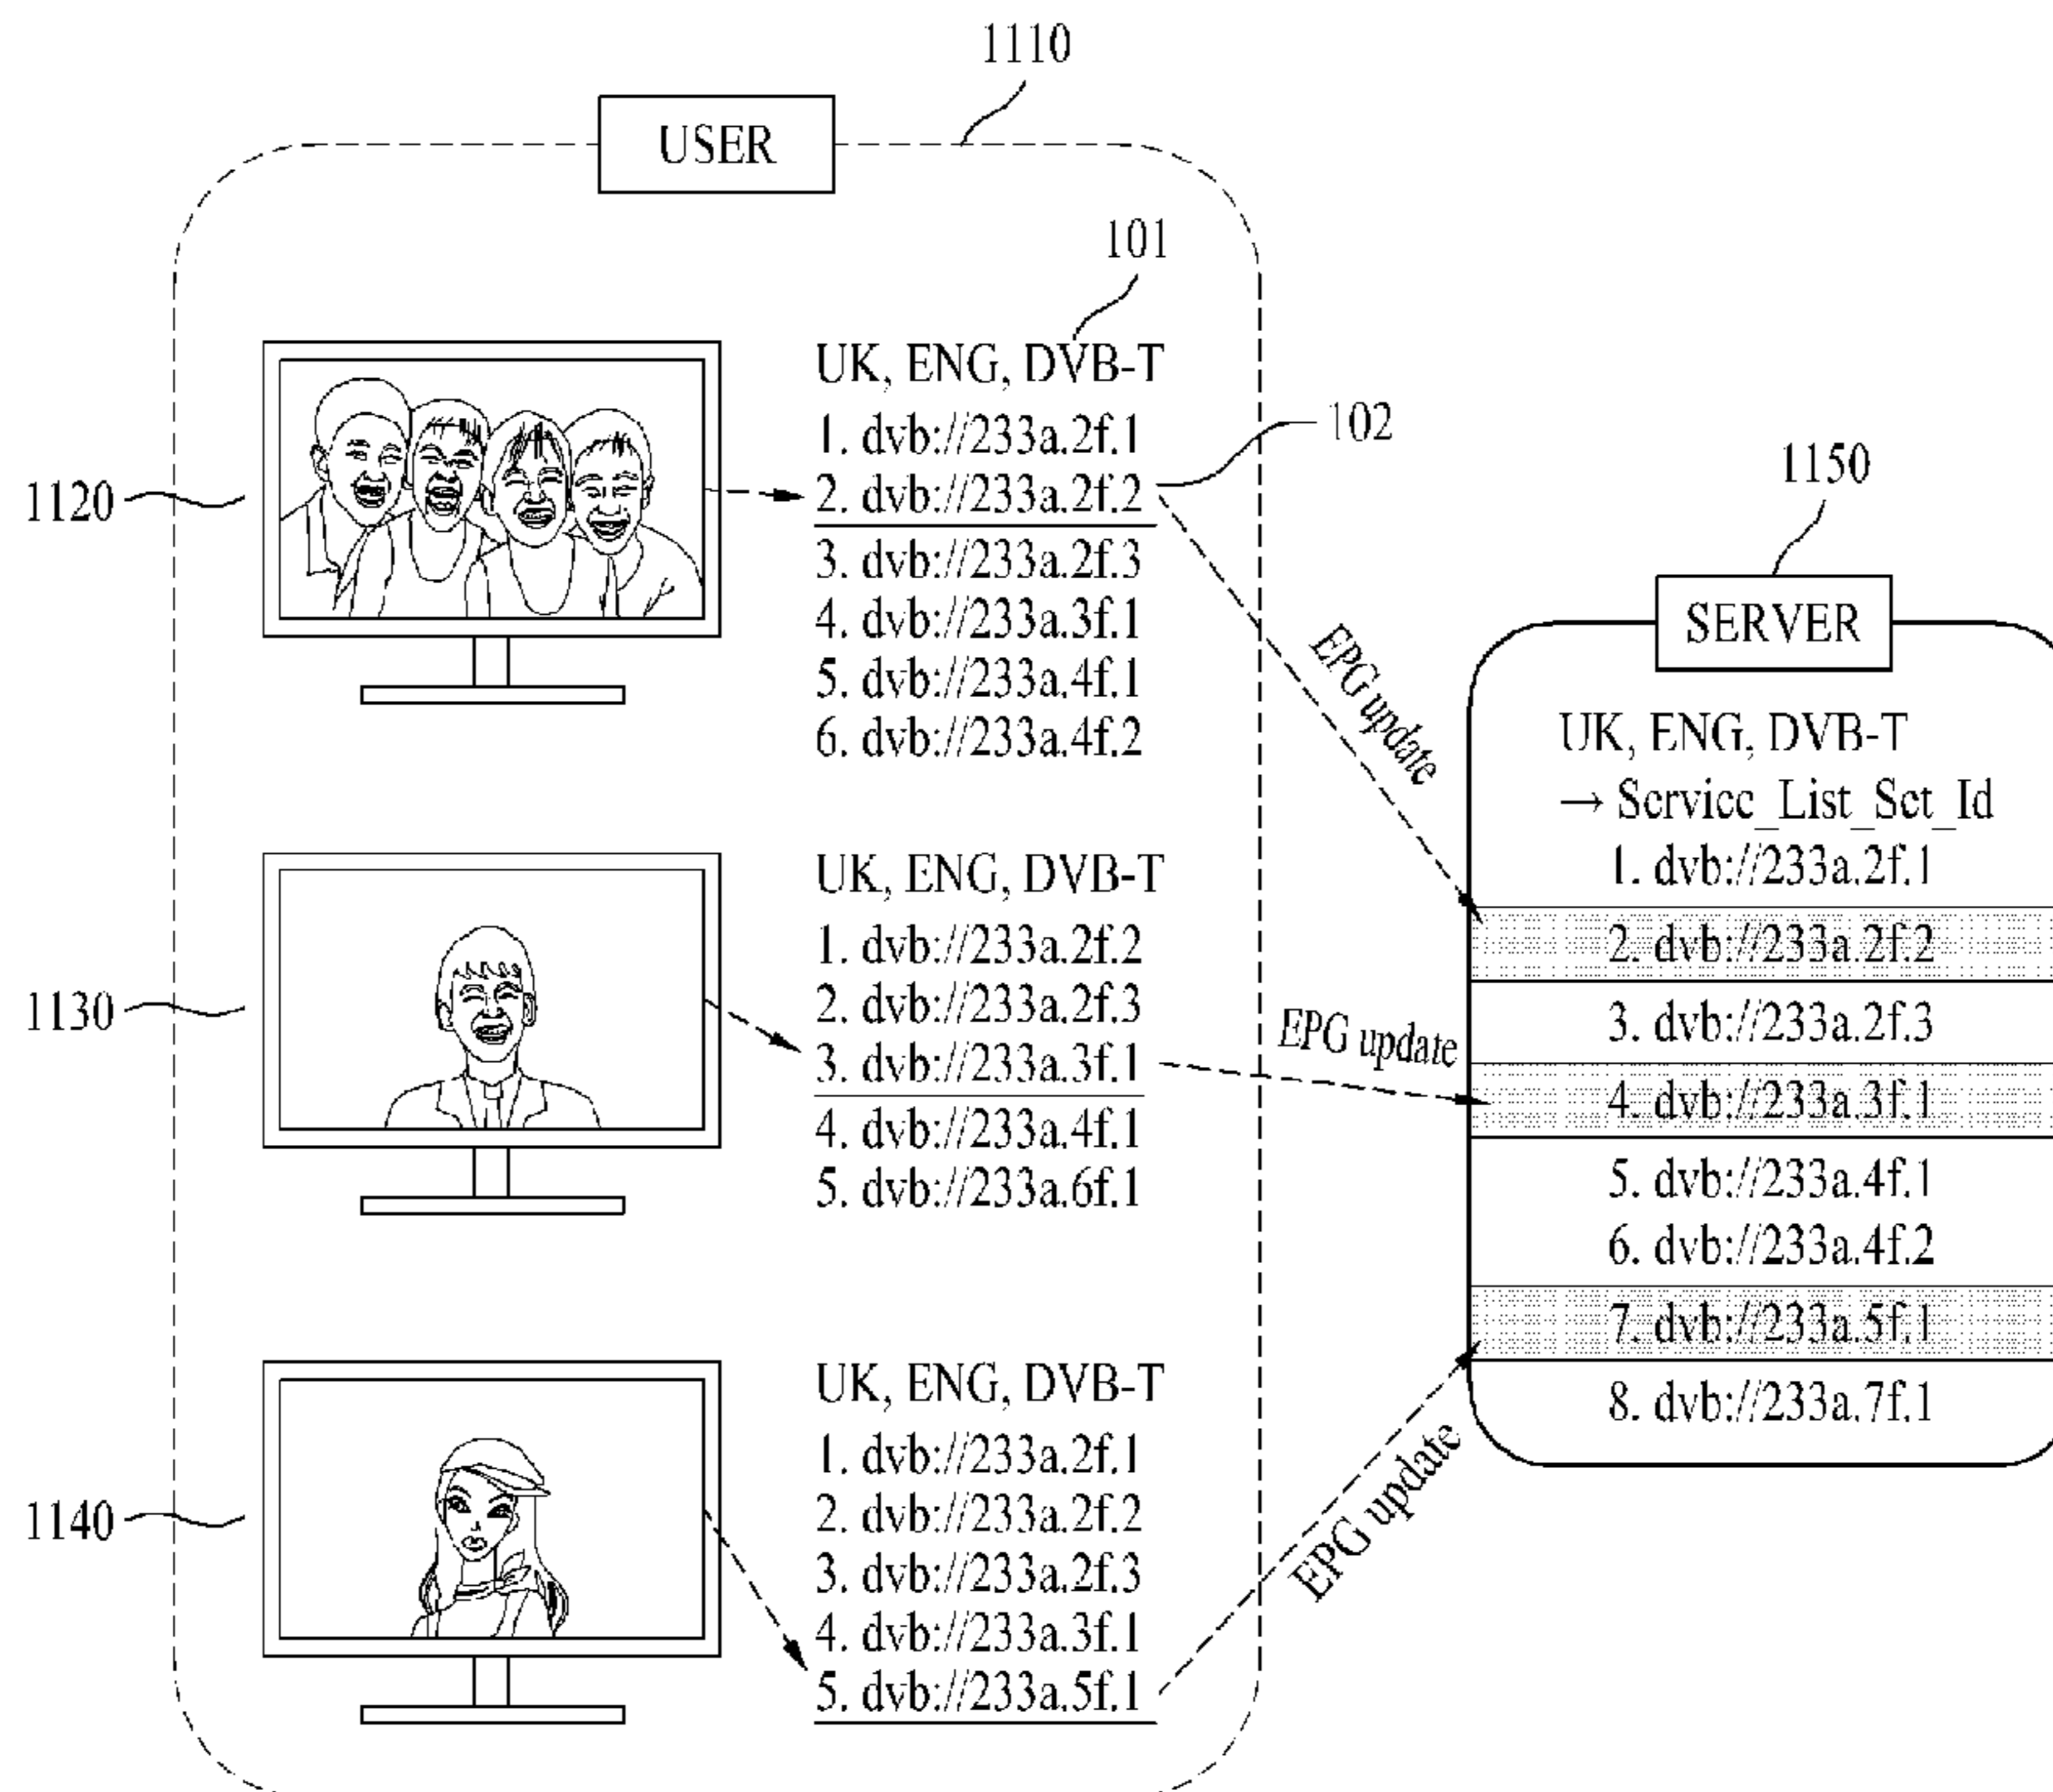 1110
USER
101
UK, ENG, DVB-T
1. dvb://233a.2f.1
2. dvb://233a.2f.2
3. dvb://233a.2f.3
4. dvb://233a.3f.1
5. dvb://233a.4f.1
6. dvb://233a.4f.2
102
1120
EPG update
UK, ENG, DVB-T
1. dvb://233a.2f.2
2. dvb://233a.2f.3
3. dvb://233a.3f.1
4. dvb://233a.4f.1
5. dvb://233a.6f.1
1130
EPG update
UK, ENG, DVB-T
1. dvb://233a.2f.1
2. dvb://233a.2f.2
3. dvb://233a.2f.3
4. dvb://233a.3f.1
5. dvb://233a.5f.1
1140
EPG update
1150
SERVER
UK, ENG, DVB-T
→ Service_List_Set_Id
1. dvb://233a.2f.1
2. dvb://233a.2f.2
3. dvb://233a.2f.3
4. dvb://233a.3f.1
5. dvb://233a.4f.1
6. dvb://233a.4f.2
7. dvb://233a.5f.1
8. dvb://233a.7f.1